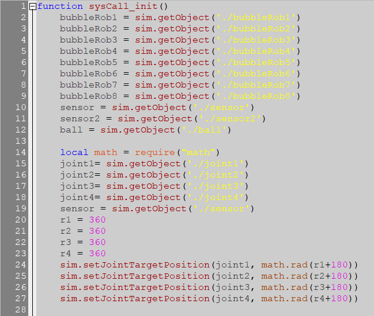 1 function sysCall_init()
2 bubbleRob1 = sim.getObject('./bubbleRob1')
3 bubbleRob2 = sim.getObject('./bubbleRob2')
4 bubbleRob3 = sim.getObject('./bubbleRob3')
5 bubbleRob4 = sim.getObject('./bubbleRob4')
6 bubbleRob5 = sim.getObject('./bubbleRob5')
7 bubbleRob6 = sim.getObject('./bubbleRob6')
8 bubbleRob7 = sim.getObject('./bubbleRob7')
9 bubbleRob8 = sim.getObject('./bubbleRob8')
10 sensor = sim.getObject('./sensor')
11 sensor2 = sim.getObject('./sensor2')
12 ball = sim.getObject('./ball')
13
14 local math = require("math")
15 joint1= sim.getObject('./joint1')
16 joint2= sim.getObject('./joint2')
17 joint3= sim.getObject('./joint3')
18 joint4= sim.getObject('./joint4')
19 sensor = sim.getObject('./sensor')
20 r1 = 360
21 r2 = 360
22 r3 = 360
23 r4 = 360
24 sim.setJointTargetPosition(joint1, math.rad(r1+180))
25 sim.setJointTargetPosition(joint2, math.rad(r2+180))
26 sim.setJointTargetPosition(joint3, math.rad(r3+180))
27 sim.setJointTargetPosition(joint4, math.rad(r4+180))
28